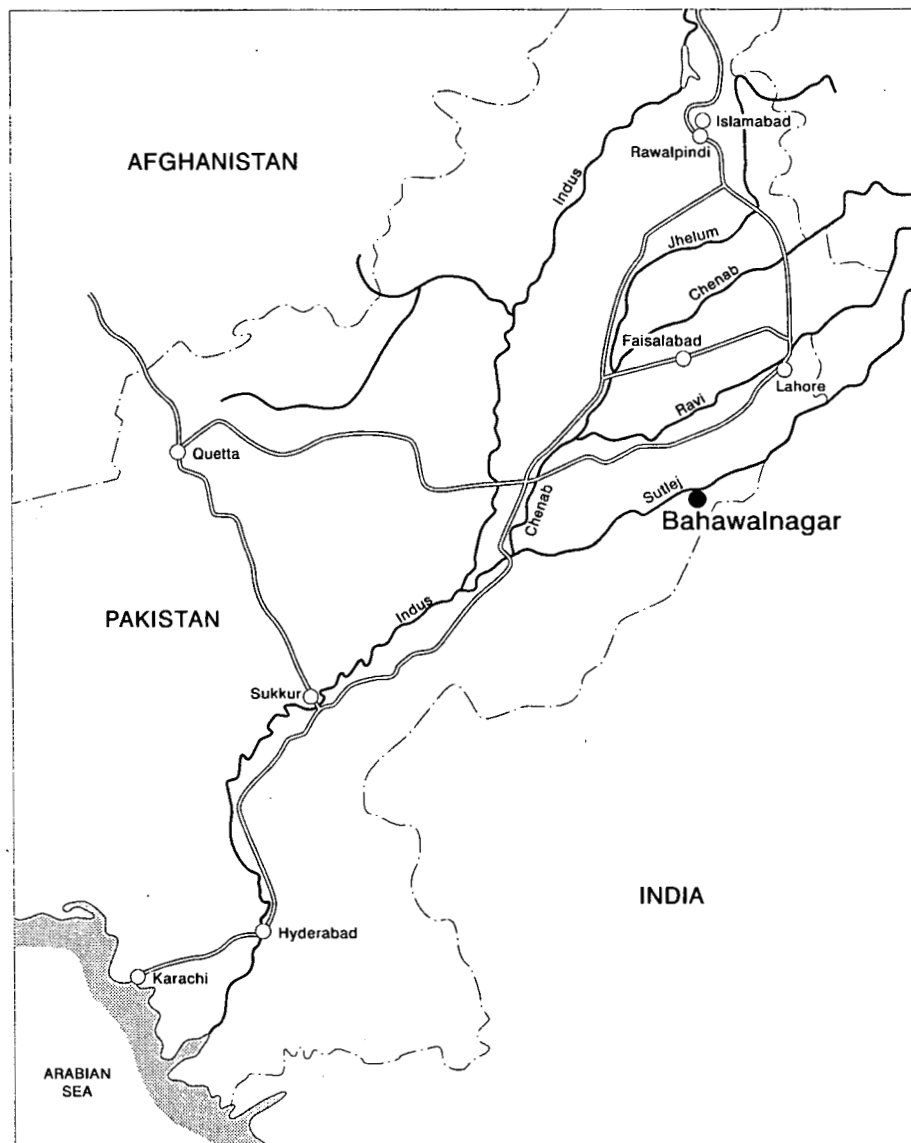 Islamabad
Rawalpindi
AFGHANISTAN
Indus
Jhelum
Chenab
Faisalabad
Lahore
Ravi
Quetta
Chenab
Sutlej
Bahawalnagar
Indus
PAKISTAN
Sukkur
INDIA
Hyderabad
Karachi
ARABIAN
SEA